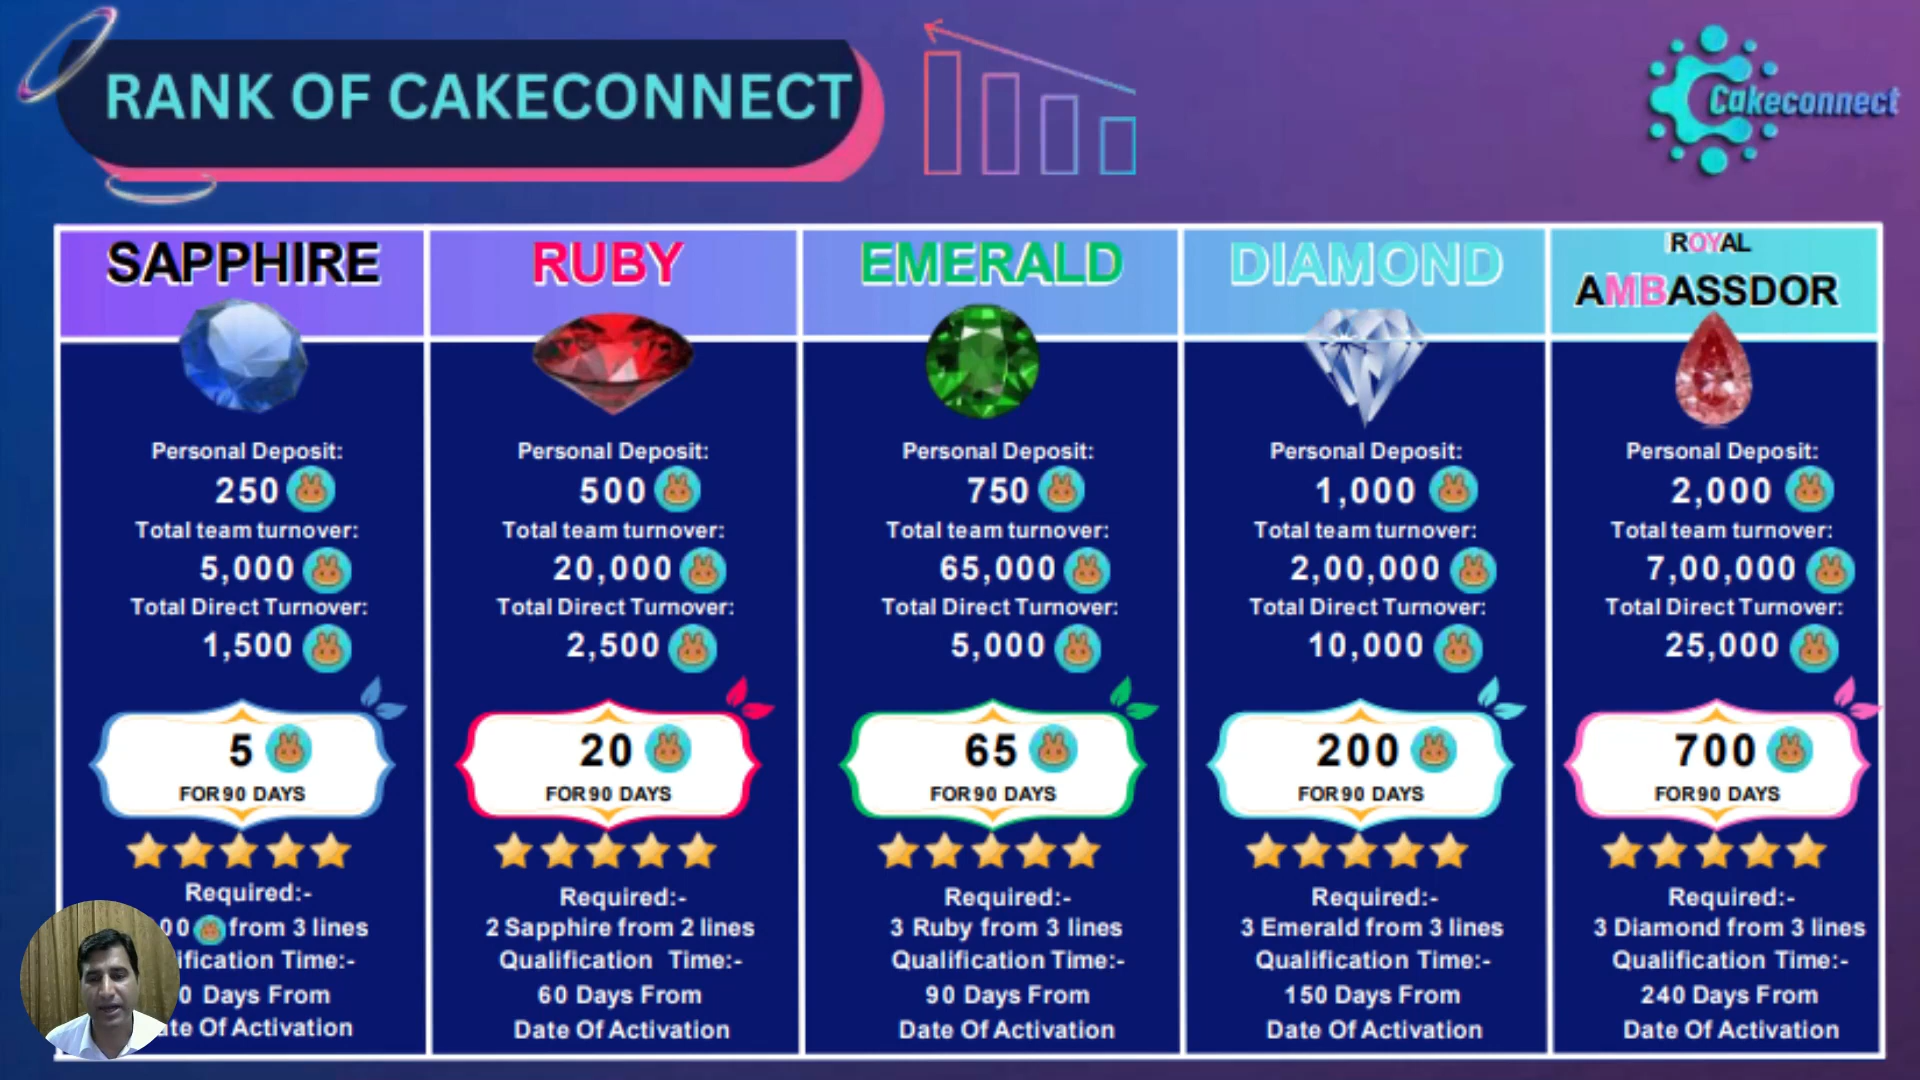 RANK OF CAKECONNECT
Cakeconnect
SAPPHIRE
Personal Deposit:
250
Total team turnover:
5,000
Total Direct Turnover:
1,500
5
FOR 90 DAYS
Required:-
from 3 lines
Time:-
Days From
Of Activation
RUBY
Personal Deposit:
500
Total team turnover:
20,000
Total Direct Turnover:
2,500
20
FOR 90 DAYS
Required:-
2 Sapphire from 2 lines
Qualification Time:-
60 Days From
Date Of Activation
EMERALD
Personal Deposit:
750
Total team turnover:
65,000
Total Direct Turnover:
5,000
65
FOR 90 DAYS
Required:-
3 Ruby from 3 lines
Qualification Time:-
90 Days From
Date Of Activation
DIAMOND
Personal Deposit:
1,000
Total team turnover:
2,00,000
Total Direct Turnover:
10,000
200
FOR 90 DAYS
Required:-
3 Emerald from 3 lines
Qualification Time:-
150 Days From
Date Of Activation
ROYAL
AMBASSDOR
Personal Deposit:
2,000
Total team turnover:
7,00,000
Total Direct Turnover:
25,000
700
FOR 90 DAYS
Required:-
3 Diamond from 3 lines
Qualification Time:-
240 Days From
Date Of Activation